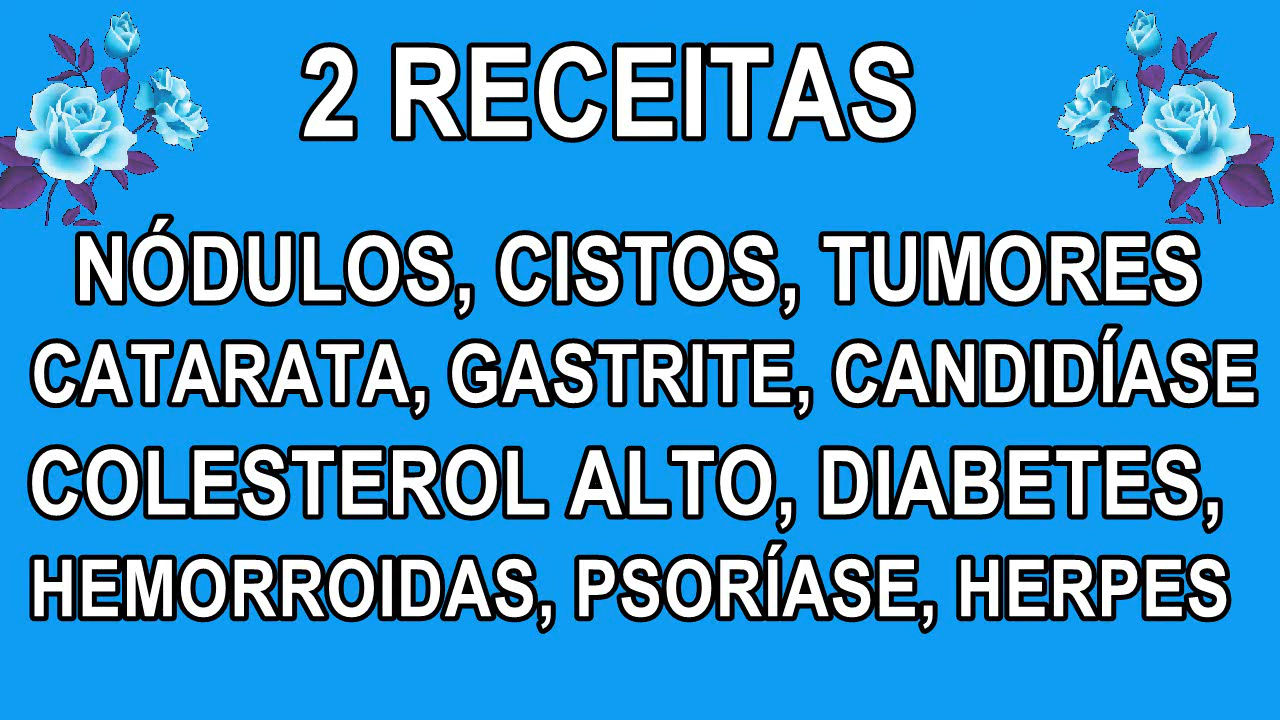 2 RECEITAS
NÓDULOS, CISTOS, TUMORES
CATARATA, GASTRITE, CANDIDÍASE
COLESTEROL ALTO, DIABETES,
HEMORROIDAS, PSORÍASE, HERPES